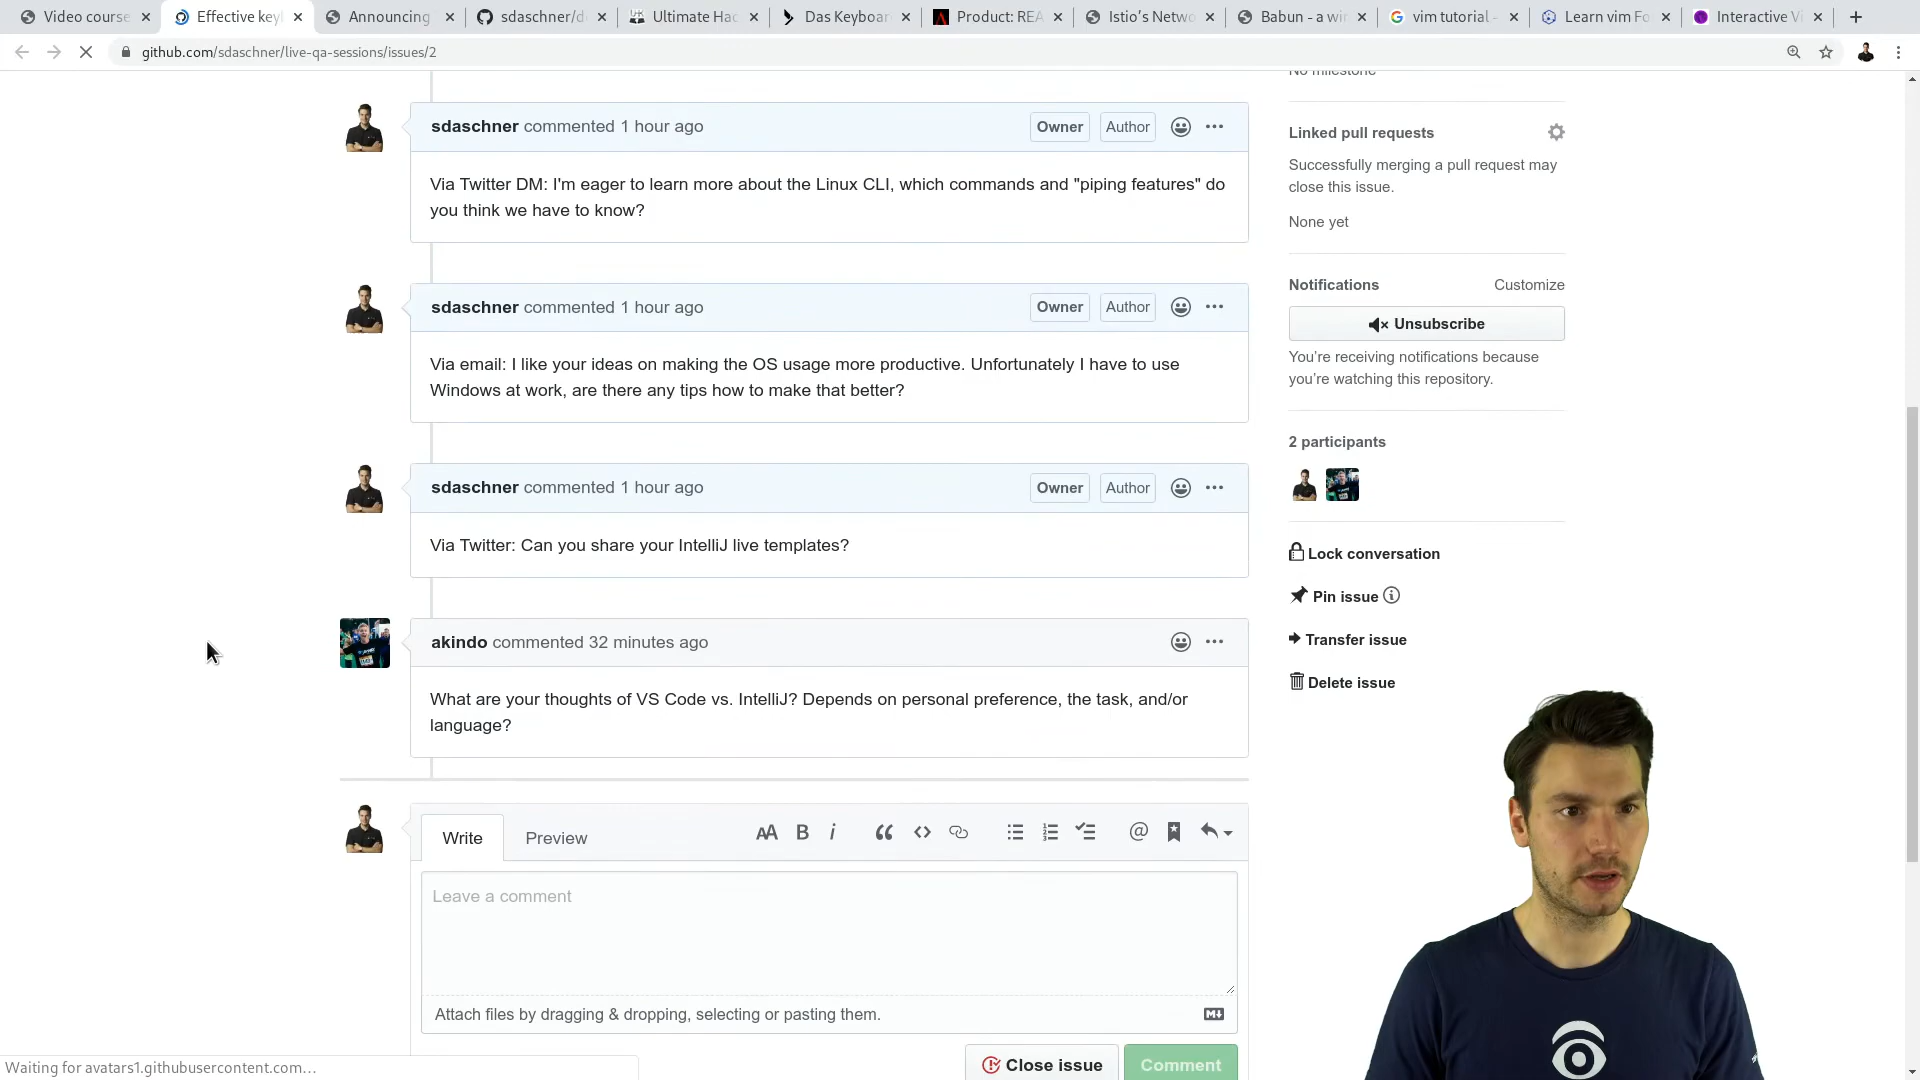 Video course
Effective key
Announcing
sdaschner/d
Ultimate Hac
Das Keyboar
Product: REA
Istio's Netwo
Babun - a wi
vim tutorial -
Learn vim Fo
Interactive Vi
github.com/sdaschner/live-qa-sessions/issues/2
No milestone
sdaschner commented 1 hour ago
Owner
Author
Via Twitter DM: I'm eager to learn more about the Linux CLI, which commands and "piping features" do
you think we have to know?
sdaschner commented 1 hour ago
Owner
Author
Via email: I like your ideas on making the OS usage more productive. Unfortunately I have to use
Windows at work, are there any tips how to make that better?
sdaschner commented 1 hour ago
Owner
Author
Via Twitter: Can you share your IntelliJ live templates?
akindo commented 32 minutes ago
What are your thoughts of VS Code vs. IntelliJ? Depends on personal preference, the task, and/or
language?
Write
Preview
AA B i
Leave a comment
Attach files by dragging & dropping, selecting or pasting them.
Close issue
Comment
Linked pull requests
Successfully merging a pull request may
close this issue.
None yet
Notifications
Customize
Unsubscribe
You're receiving notifications because
you're watching this repository.
2 participants
Lock conversation
Pin issue
Transfer issue
Delete issue
Waiting for avatars1.githubusercontent.com...